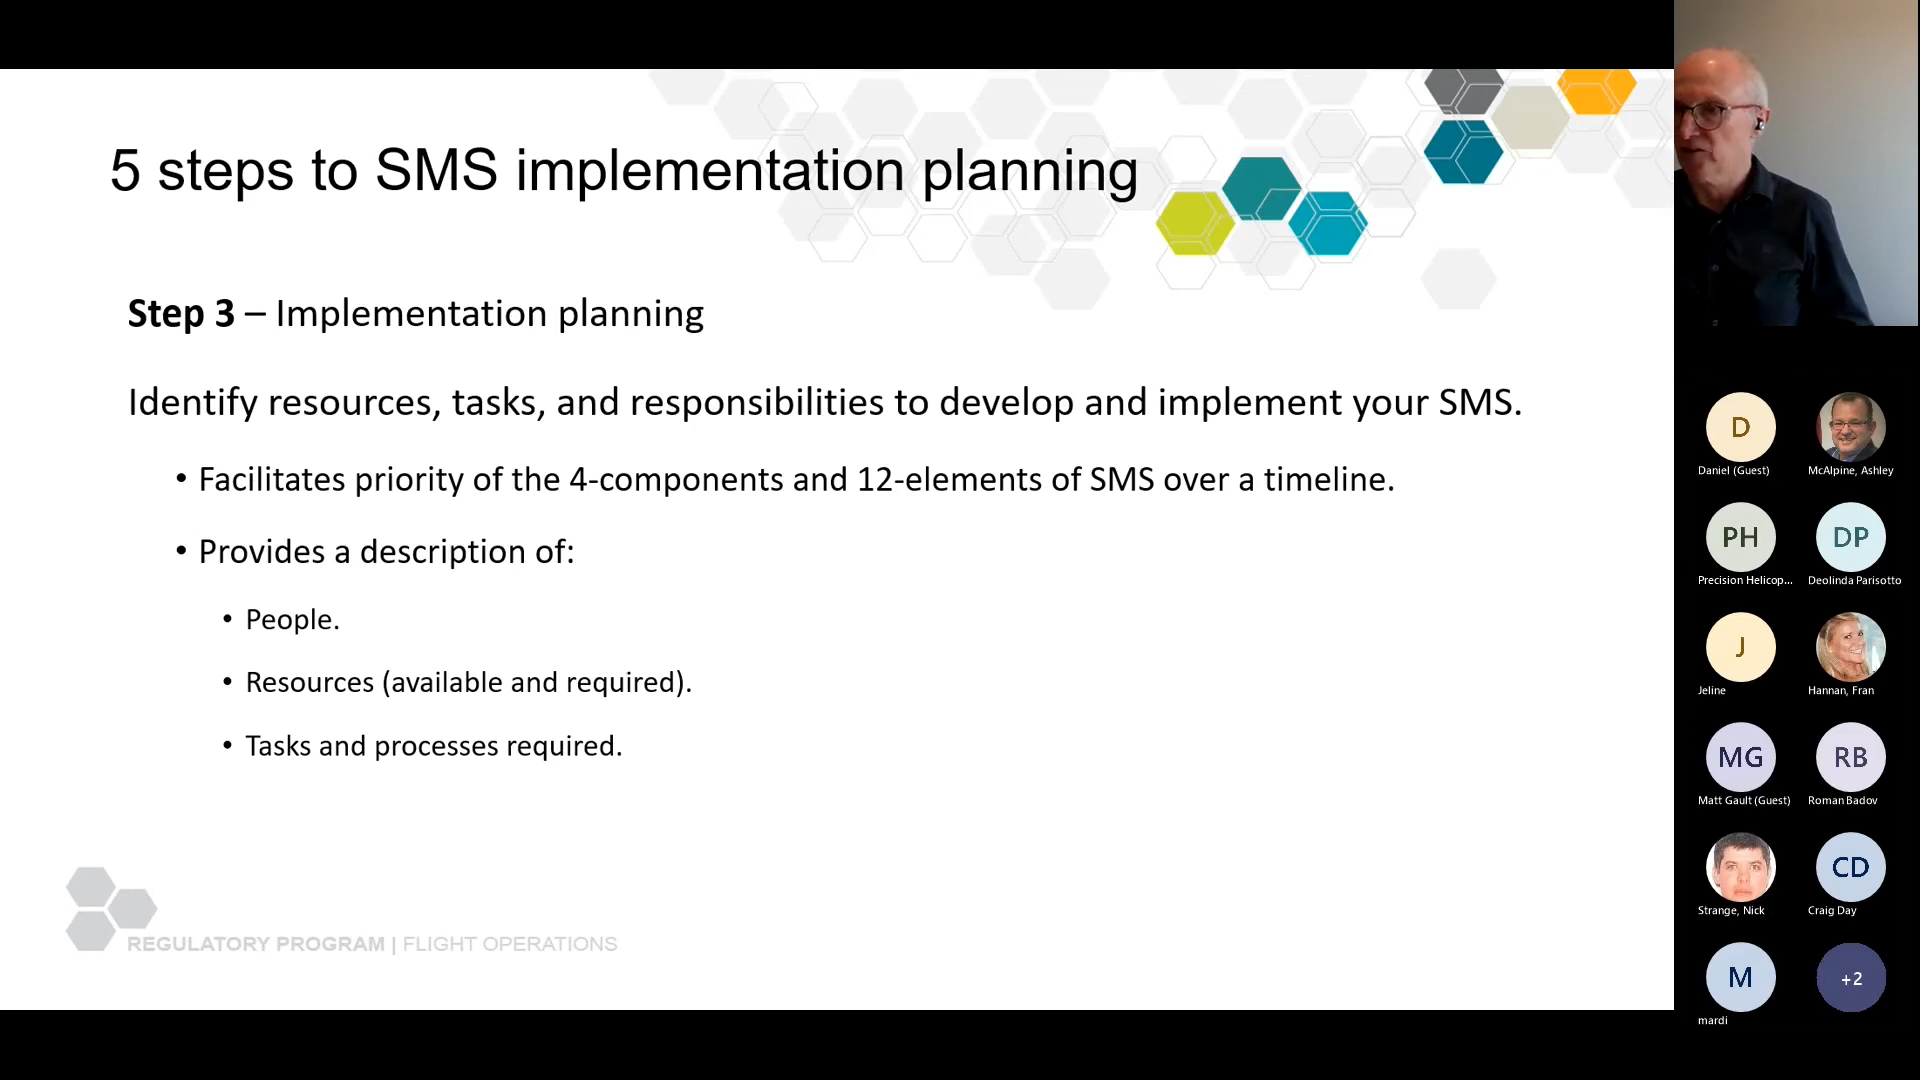 5 steps to SMS implementation planning
Step 3 – Implementation planning
Identify resources, tasks, and responsibilities to develop and implement your SMS.
• Facilitates priority of the 4-components and 12-elements of SMS over a timeline.
• Provides a description of:
• People.
• Resources (available and required).
• Tasks and processes required.
REGULATORY PROGRAM | FLIGHT OPERATIONS
D
Daniel (Guest)
McAlpine, Ashley
PH
Precision Helicop...
DP
Deolinda Parisotto
J
Jeline
Hannan, Fran
MG
Matt Gault (Guest)
RB
Roman Badov
Strange, Nick
CD
Craig Day
M
mardi
+2